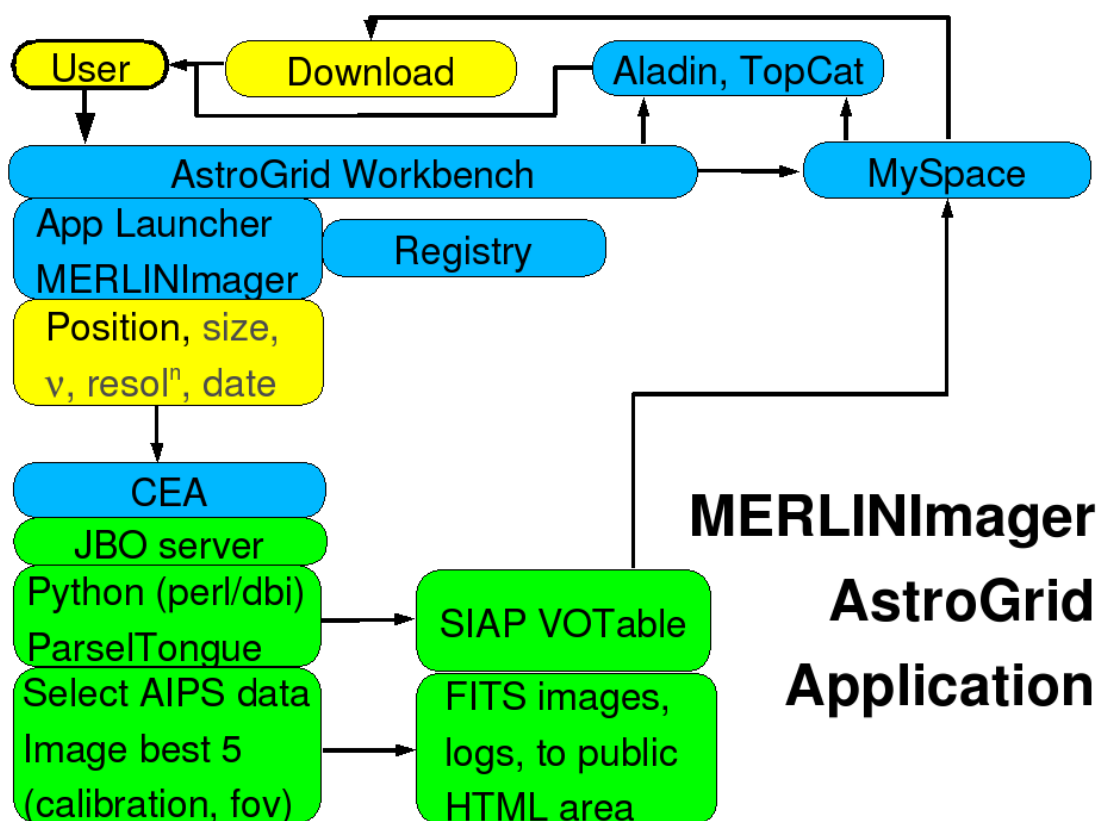 User
Download
Aladin, TopCat
AstroGrid Workbench
MySpace
App Launcher
MERLINImager
Registry
Position, size,
ν, resolⁿ, date
CEA
JBO server
Python (perl/dbi)
ParselTongue
SIAP VOTable
Select AIPS data
Image best 5
(calibration, fov)
FITS images,
logs, to public
HTML area
MERLINImager
AstroGrid
Application